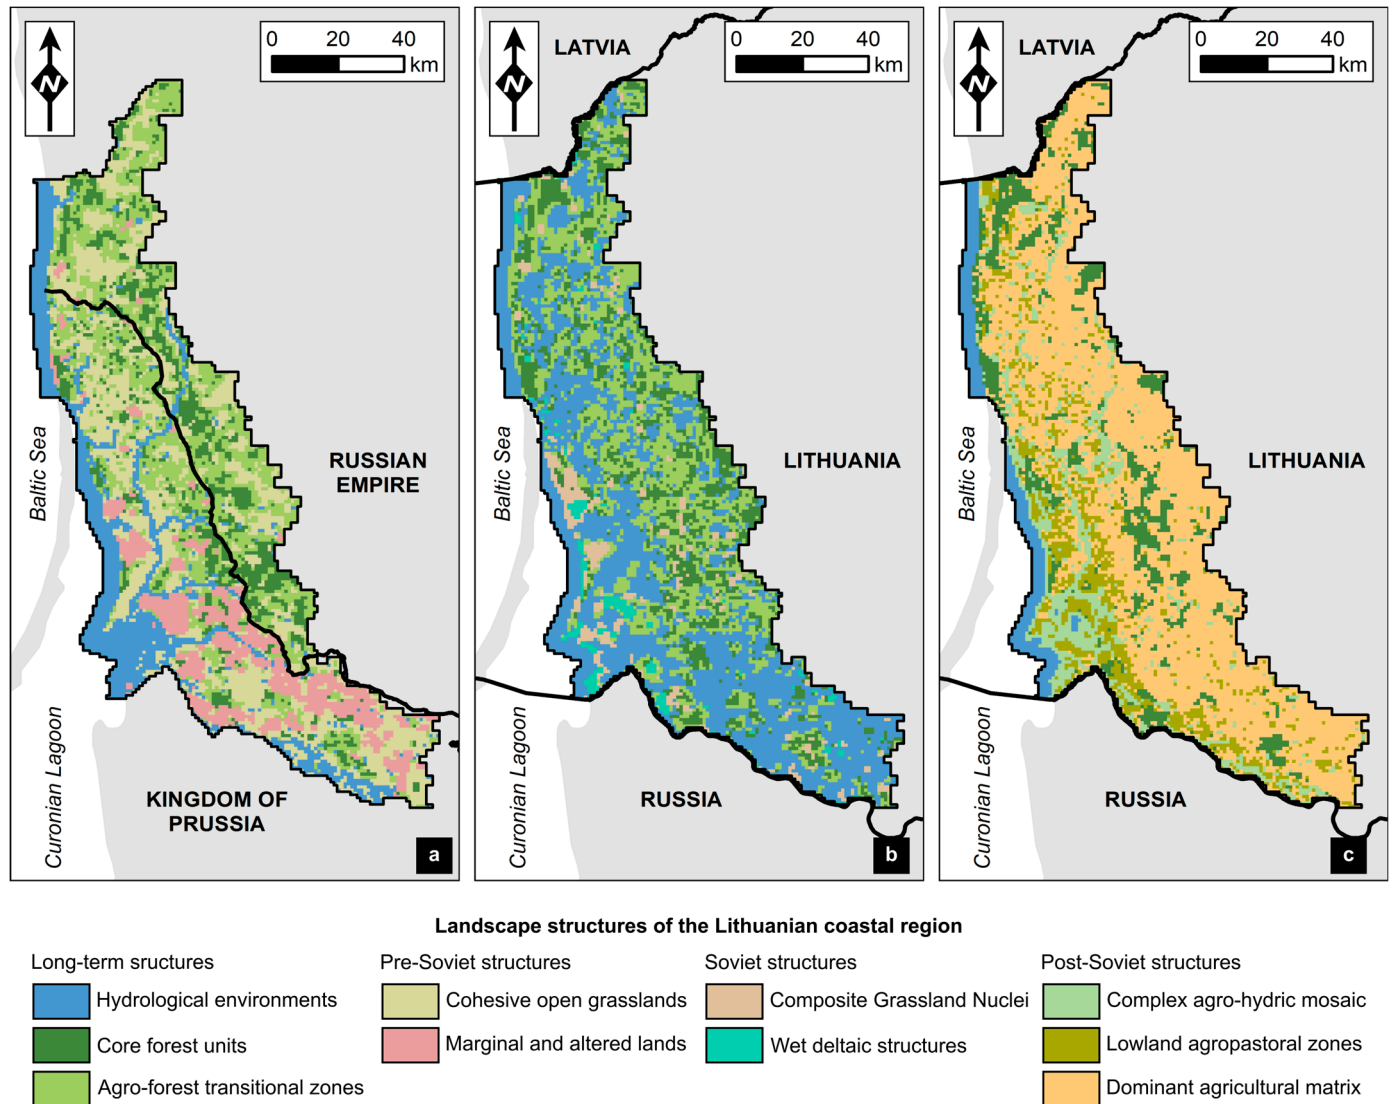 N
0 20 40
km
RUSSIAN
EMPIRE
Baltic Sea
Curonian Lagoon
KINGDOM OF
PRUSSIA
a
LATVIA
N
0 20 40
km
LITHUANIA
Baltic Sea
Curonian Lagoon
RUSSIA
b
LATVIA
N
0 20 40
km
LITHUANIA
Baltic Sea
Curonian Lagoon
RUSSIA
c
Landscape structures of the Lithuanian coastal region
Long-term sructures
Hydrological environments
Core forest units
Agro-forest transitional zones
Pre-Soviet structures
Cohesive open grasslands
Marginal and altered lands
Soviet structures
Composite Grassland Nuclei
Wet deltaic structures
Post-Soviet structures
Complex agro-hydric mosaic
Lowland agropastoral zones
Dominant agricultural matrix